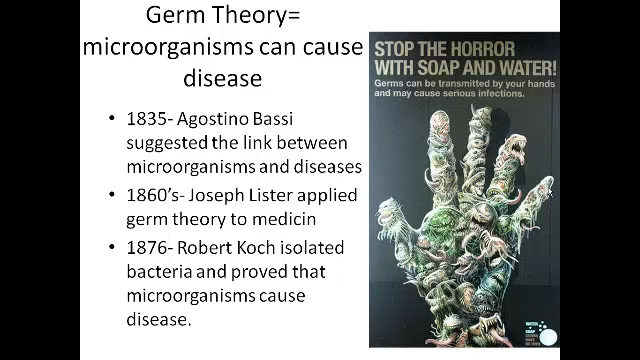 Germ Theory=
microorganisms can cause
disease
• 1835- Agostino Bassi
suggested the link between
microorganisms and diseases
• 1860's- Joseph Lister applied
germ theory to medicin
• 1876- Robert Koch isolated
bacteria and proved that
microorganisms cause
disease.
STOP THE HORROR
WITH SOAP AND WATER!
Germs can be transmitted by your hands
and may cause serious infections.